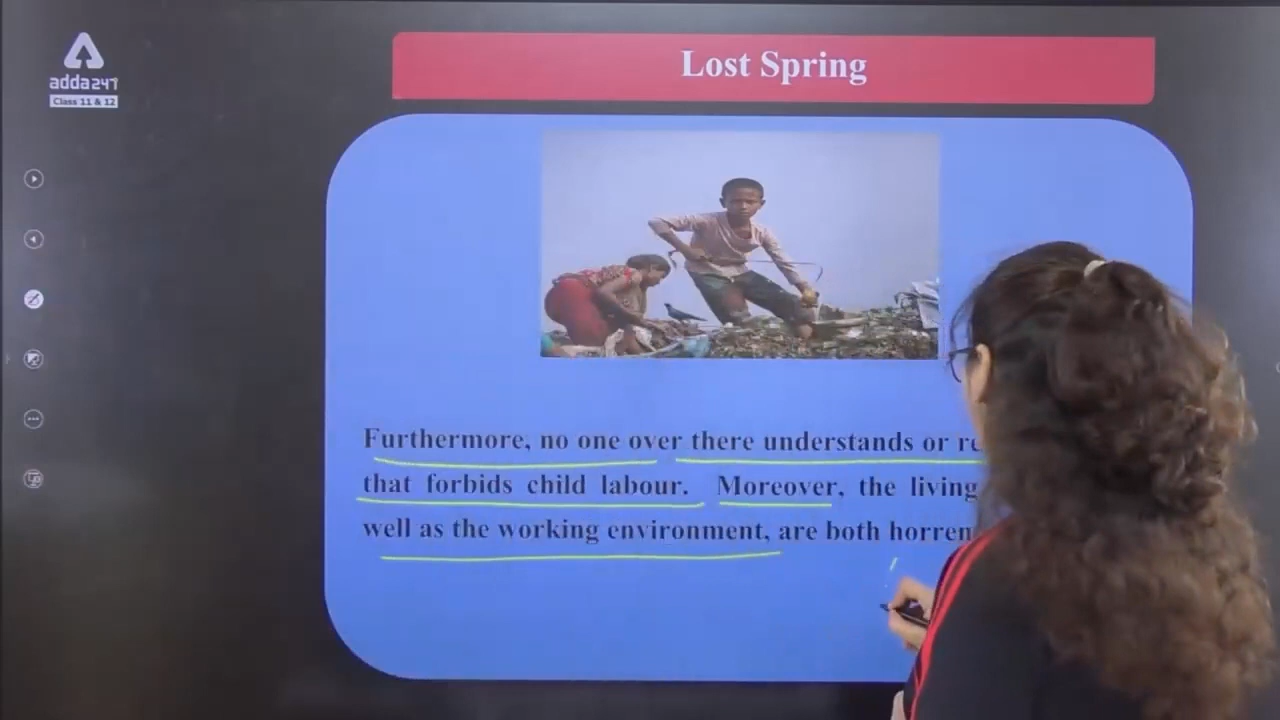 adda247
Class 11 & 12
Lost Spring
Furthermore, no one over there understands or
that forbids child labour. Moreover, the living
well as the working environment, are both